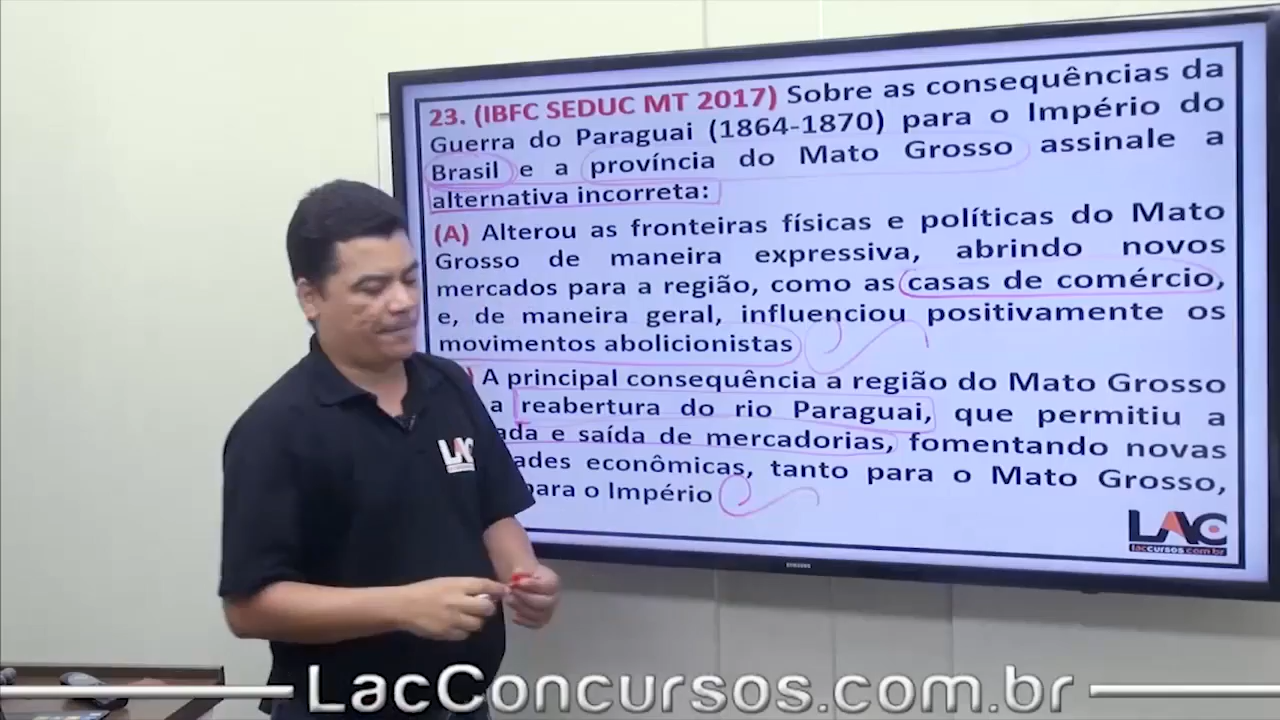 23. (IBFC SEDUC MT 2017) Sobre as consequências da
Guerra do Paraguai (1864-1870) para o Império do
Brasil e a província do Mato Grosso assinale a
alternativa incorreta:
(A) Alterou as fronteiras físicas e políticas do Mato
Grosso de maneira expressiva, abrindo novos
mercados para a região, como as casas de comércio,
e, de maneira geral, influenciou positivamente os
movimentos abolicionistas
) A principal consequência a região do Mato Grosso
a reabertura do rio Paraguai, que permitiu a
ada e saída de mercadorias, fomentando novas
ades econômicas, tanto para o Mato Grosso,
para o Império
LAC
laccursos.com.br
SAMSUNG
LAC
LacConcursos.com.br